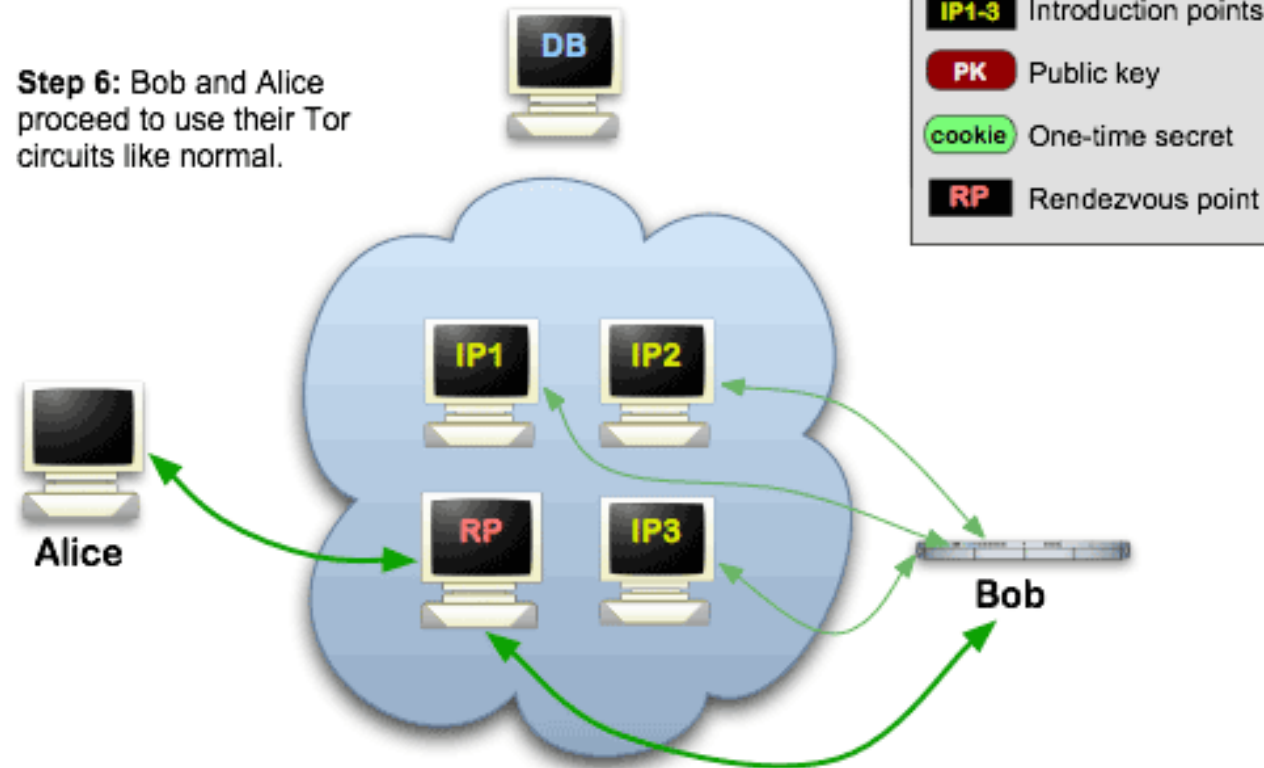 DB
Step 6: Bob and Alice
proceed to use their Tor
circuits like normal.
IP1-3 Introduction points
PK Public key
cookie One-time secret
RP Rendezvous point
IP1
IP2
RP
IP3
Alice
Bob